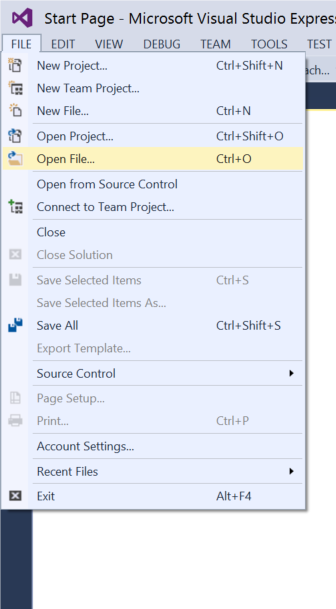 Start Page - Microsoft Visual Studio Express
FILE EDIT VIEW DEBUG TEAM TOOLS TEST
ach...
New Project... Ctrl+Shift+N
New Team Project...
New File... Ctrl+N
Open Project... Ctrl+Shift+O
Open File... Ctrl+O
Open from Source Control
Connect to Team Project...
Close
Close Solution
Save Selected Items Ctrl+S
Save Selected Items As...
Save All Ctrl+Shift+S
Export Template...
Source Control
Page Setup...
Print... Ctrl+P
Account Settings...
Recent Files
Exit Alt+F4